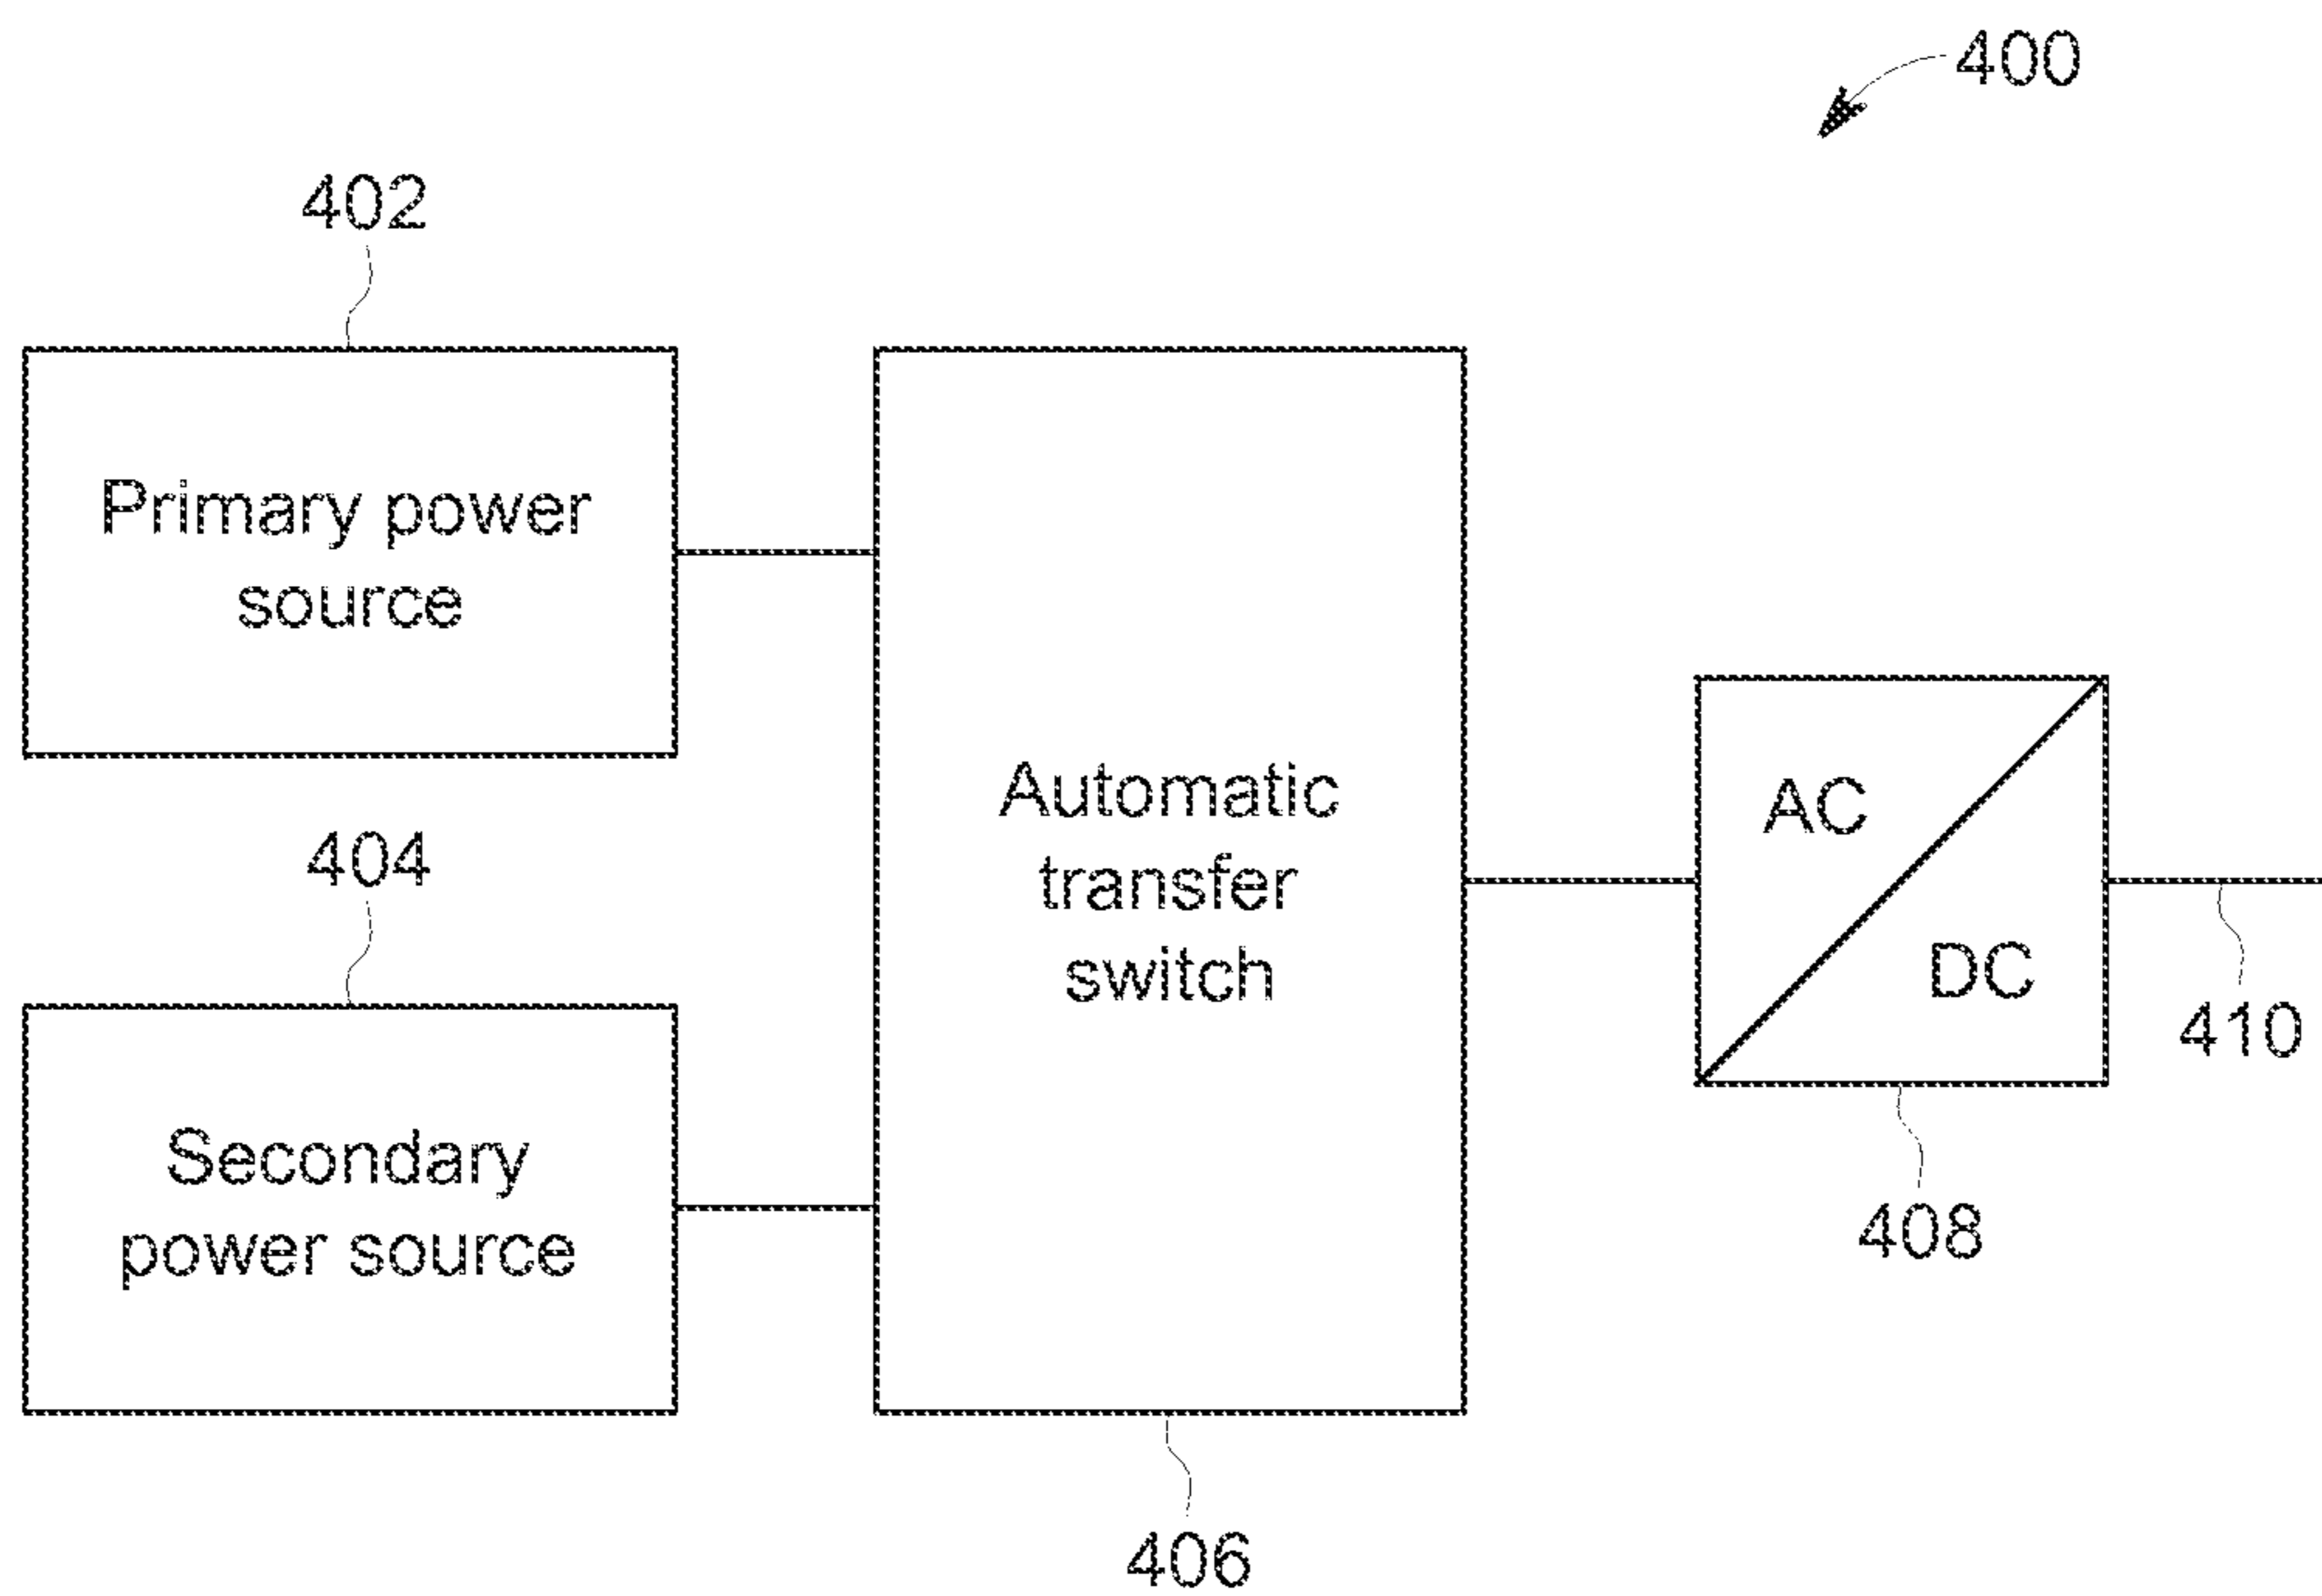 400
402
Primary power
source
Automatic
transfer
switch
AC
DC
404
Secondary
power source
410
408
406